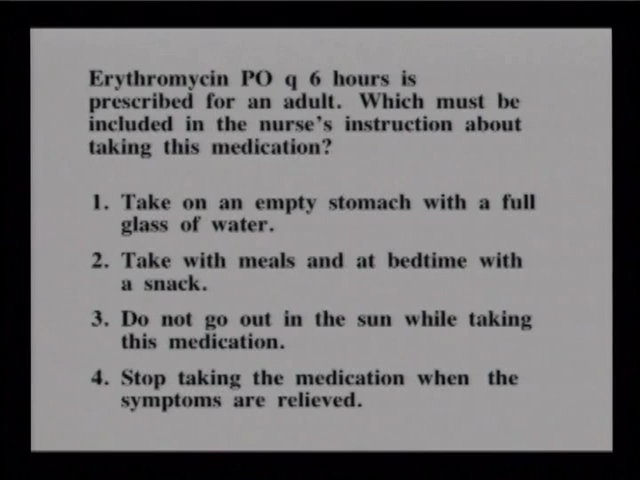 Erythromycin PO q 6 hours is
prescribed for an adult. Which must be
included in the nurse's instruction about
taking this medication?
1. Take on an empty stomach with a full
glass of water.
2. Take with meals and at bedtime with
a snack.
3. Do not go out in the sun while taking
this medication.
4. Stop taking the medication when the
symptoms are relieved.